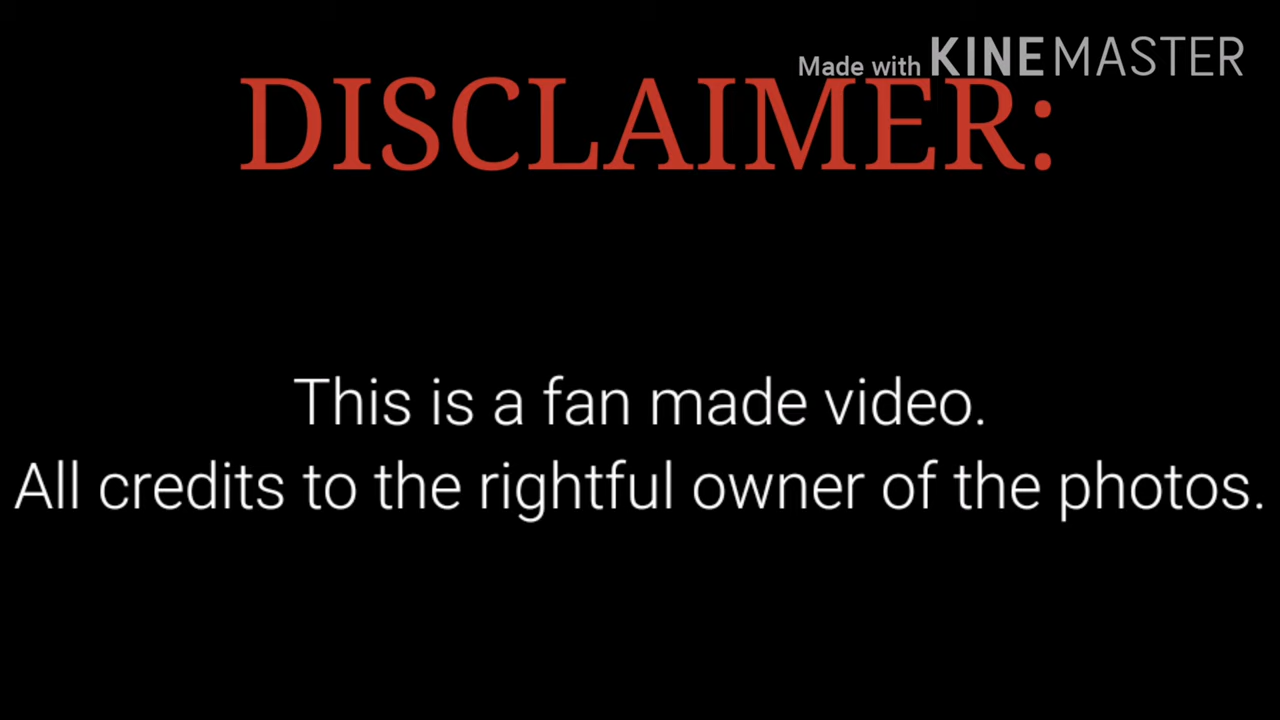 Made with KINEMASTER
DISCLAIMER:
This is a fan made video.
All credits to the rightful owner of the photos.